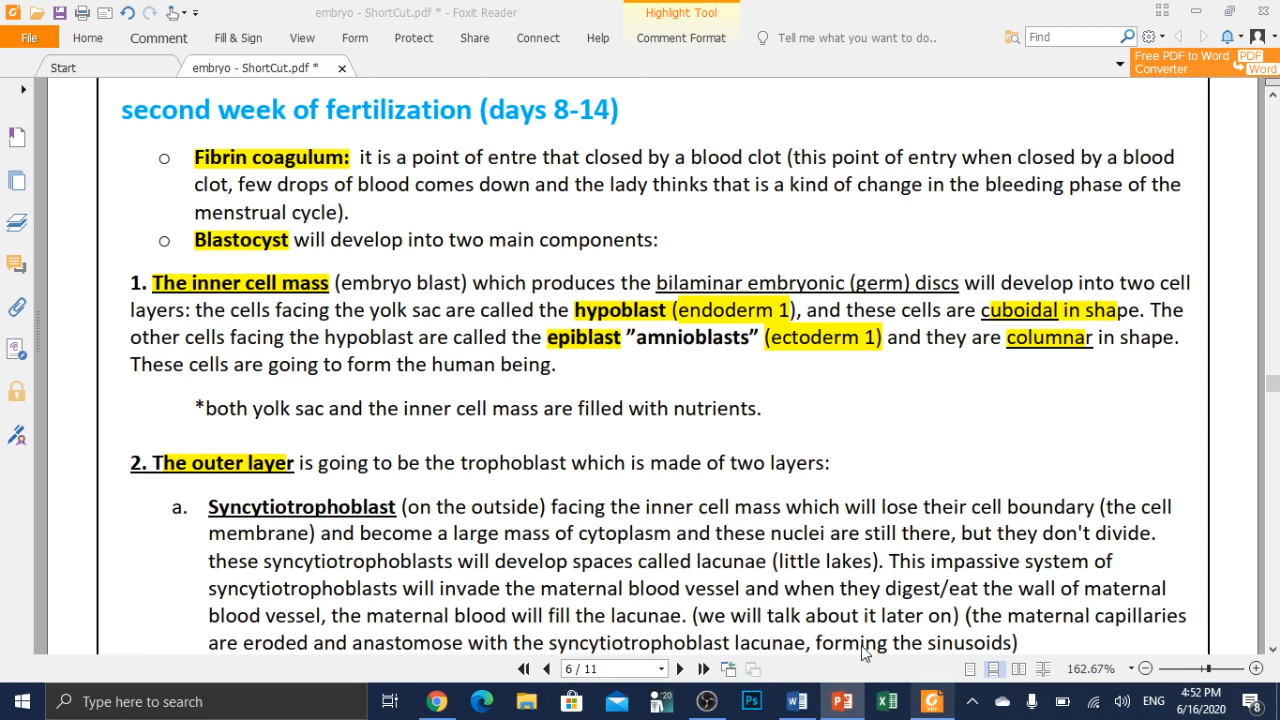 embryo - ShortCut.pdf * - Foxit Reader
Highlight Tool
File Home Comment Fill & Sign View Form Protect Share Connect Help Comment Format Tell me what you want to do.. Find
Start embryo - ShortCut.pdf * Free PDF to Word Converter PDF Word
second week of fertilization (days 8-14)
o Fibrin coagulum: it is a point of entre that closed by a blood clot (this point of entry when closed by a blood
clot, few drops of blood comes down and the lady thinks that is a kind of change in the bleeding phase of the
menstrual cycle).
o Blastocyst will develop into two main components:
1. The inner cell mass (embryo blast) which produces the bilaminar embryonic (germ) discs will develop into two cell
layers: the cells facing the yolk sac are called the hypoblast (endoderm 1), and these cells are cuboidal in shape. The
other cells facing the hypoblast are called the epiblast ”amnioblasts” (ectoderm 1) and they are columnar in shape.
These cells are going to form the human being.
*both yolk sac and the inner cell mass are filled with nutrients.
2. The outer layer is going to be the trophoblast which is made of two layers:
a. Syncytiotrophoblast (on the outside) facing the inner cell mass which will lose their cell boundary (the cell
membrane) and become a large mass of cytoplasm and these nuclei are still there, but they don't divide.
these syncytiotrophoblasts will develop spaces called lacunae (little lakes). This impassive system of
syncytiotrophoblasts will invade the maternal blood vessel and when they digest/eat the wall of maternal
blood vessel, the maternal blood will fill the lacunae. (we will talk about it later on) (the maternal capillaries
are eroded and anastomose with the syncytiotrophoblast lacunae, forming the sinusoids)
6 / 11 162.67%
Type here to search ENG 4:52 PM
6/16/2020 8